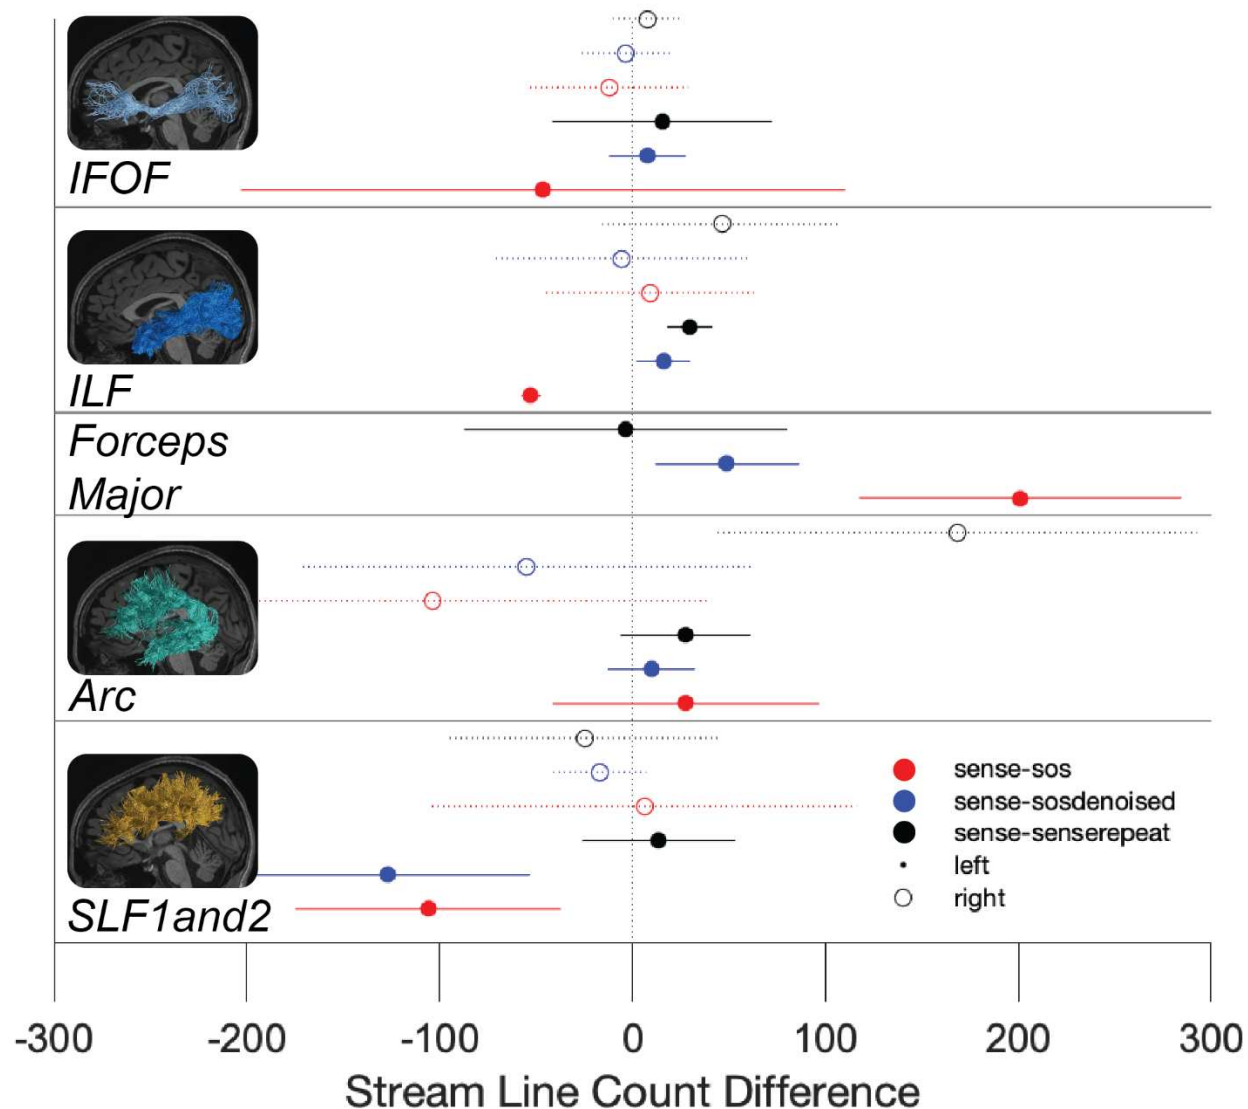 IFOF
ILF
Forceps
Major
Arc
sense-sos
sense-sosdenoised
sense-senserepeat
left
right
SLF1and2
-300 -200 -100 0 100 200 300
Stream Line Count Difference